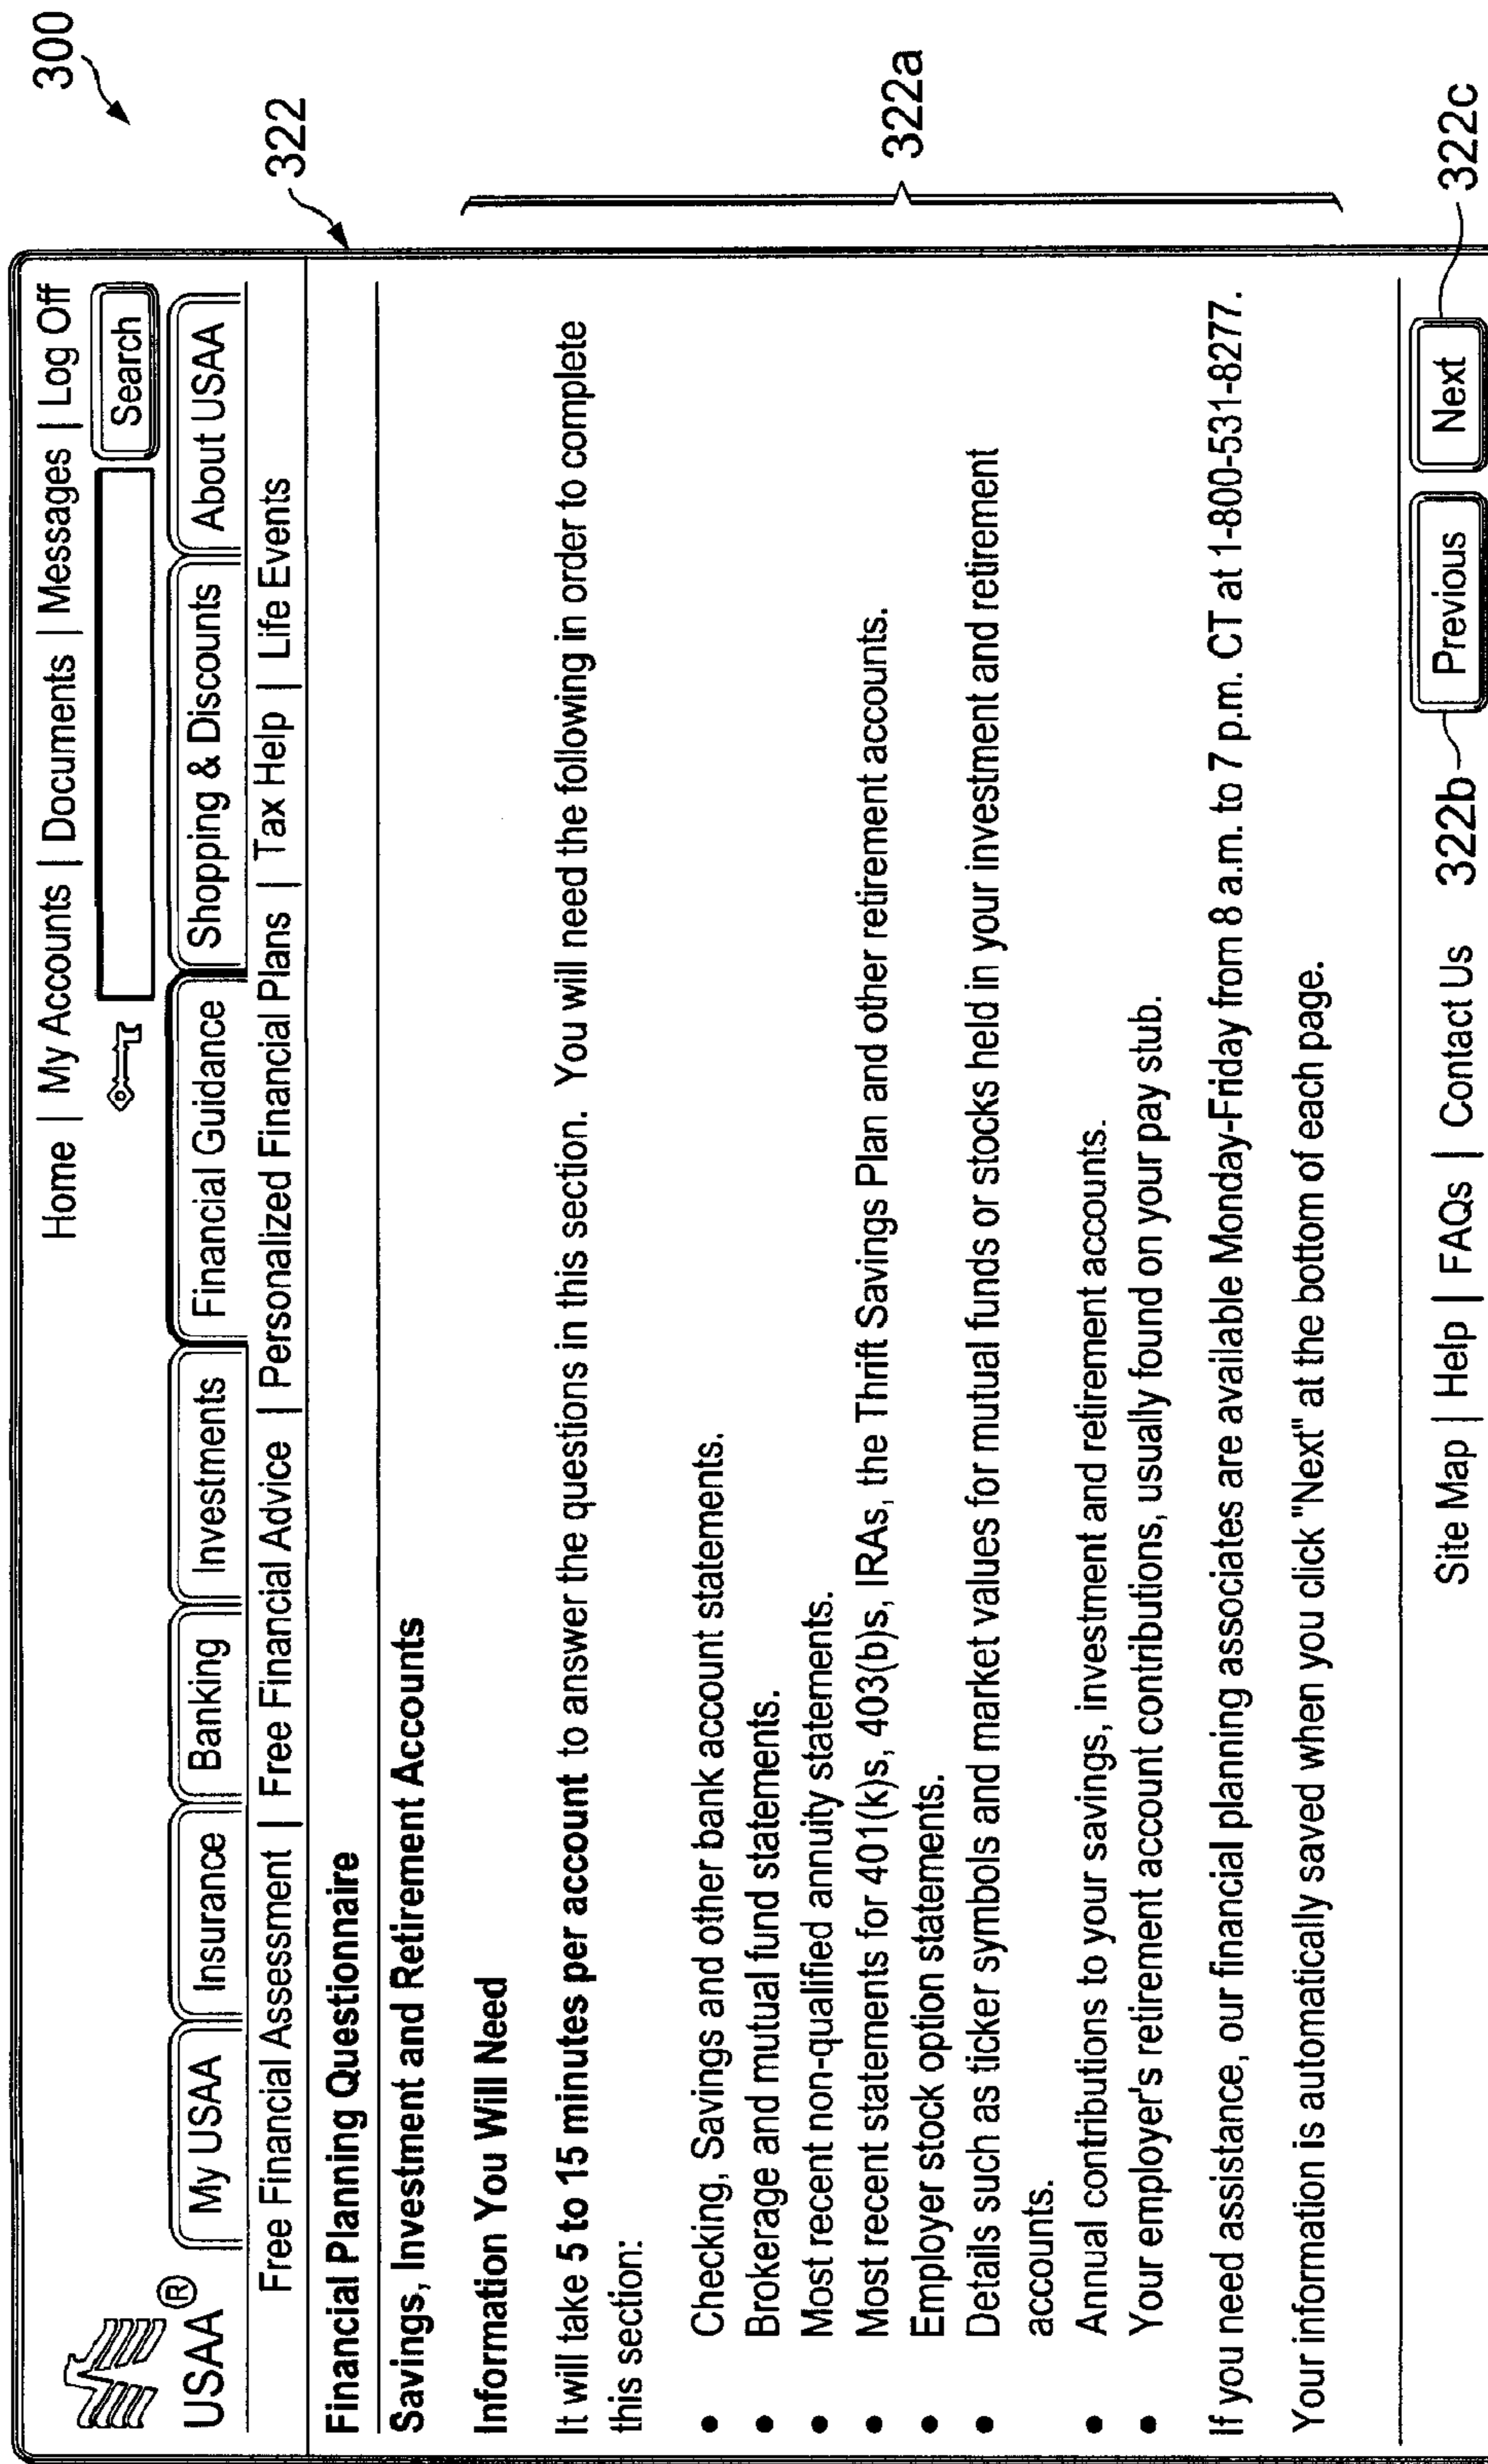 300
Home | My Accounts | Documents | Messages | Log Off
Search
USAA®
My USAA Insurance Banking Investments Financial Guidance Shopping & Discounts About USAA
Free Financial Assessment | Free Financial Advice | Personalized Financial Plans | Tax Help | Life Events
322
Financial Planning Questionnaire
Savings, Investment and Retirement Accounts
Information You Will Need
It will take 5 to 15 minutes per account to answer the questions in this section. You will need the following in order to complete
this section:
• Checking, Savings and other bank account statements.
• Brokerage and mutual fund statements.
• Most recent non-qualified annuity statements.
• Most recent statements for 401(k)s, 403(b)s, IRAs, the Thrift Savings Plan and other retirement accounts.
• Employer stock option statements.
• Details such as ticker symbols and market values for mutual funds or stocks held in your investment and retirement
accounts.
• Annual contributions to your savings, investment and retirement accounts.
• Your employer's retirement account contributions, usually found on your pay stub.
322a
If you need assistance, our financial planning associates are available Monday-Friday from 8 a.m. to 7 p.m. CT at 1-800-531-8277.
Your information is automatically saved when you click "Next" at the bottom of each page.
Site Map | Help | FAQs | Contact Us 322b Previous Next 322c